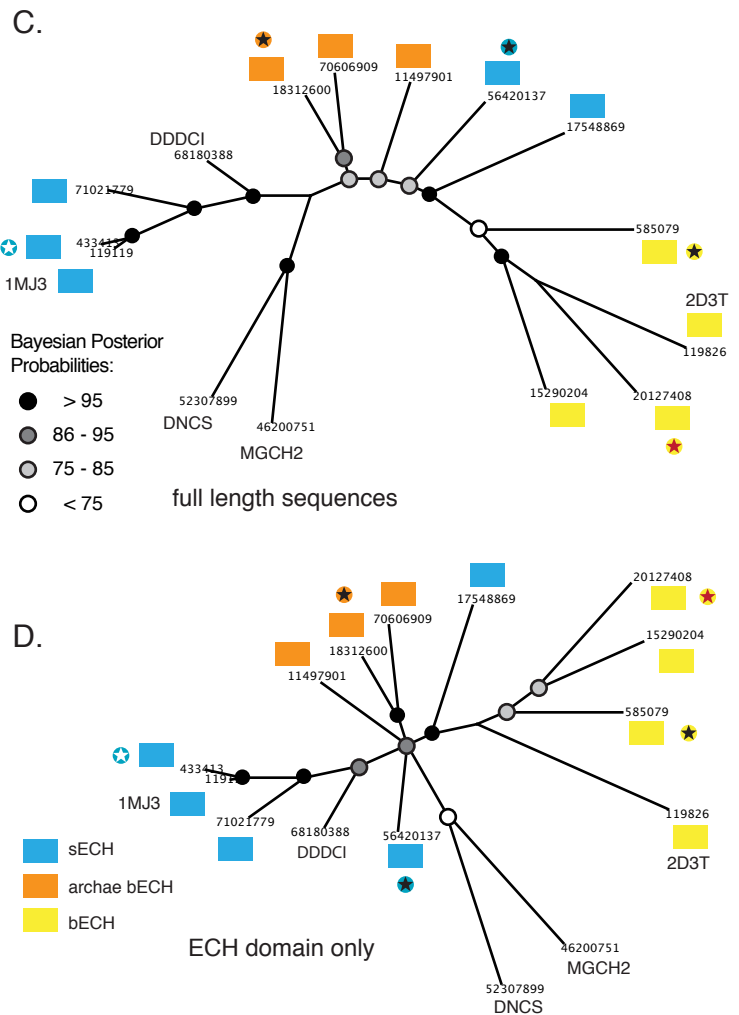 C.
70606909
18312600
11497901
56420137
17548869
DDDCI
68180388
71021779
119119
1MJ3
585079
2D3T
119826
20127408
15290204
52307899
DNCS
46200751
MGCH2
Bayesian Posterior
Probabilities:
> 95
86 - 95
75 - 85
< 75
full length sequences
D.
20127408
17548869
70606909
18312600
15290204
11497901
585079
433413
1MJ3
71021779
68180388
DDDCI
56420137
119826
2D3T
sECH
archae bECH
bECH
ECH domain only
46200751
MGCH2
52307899
DNCS